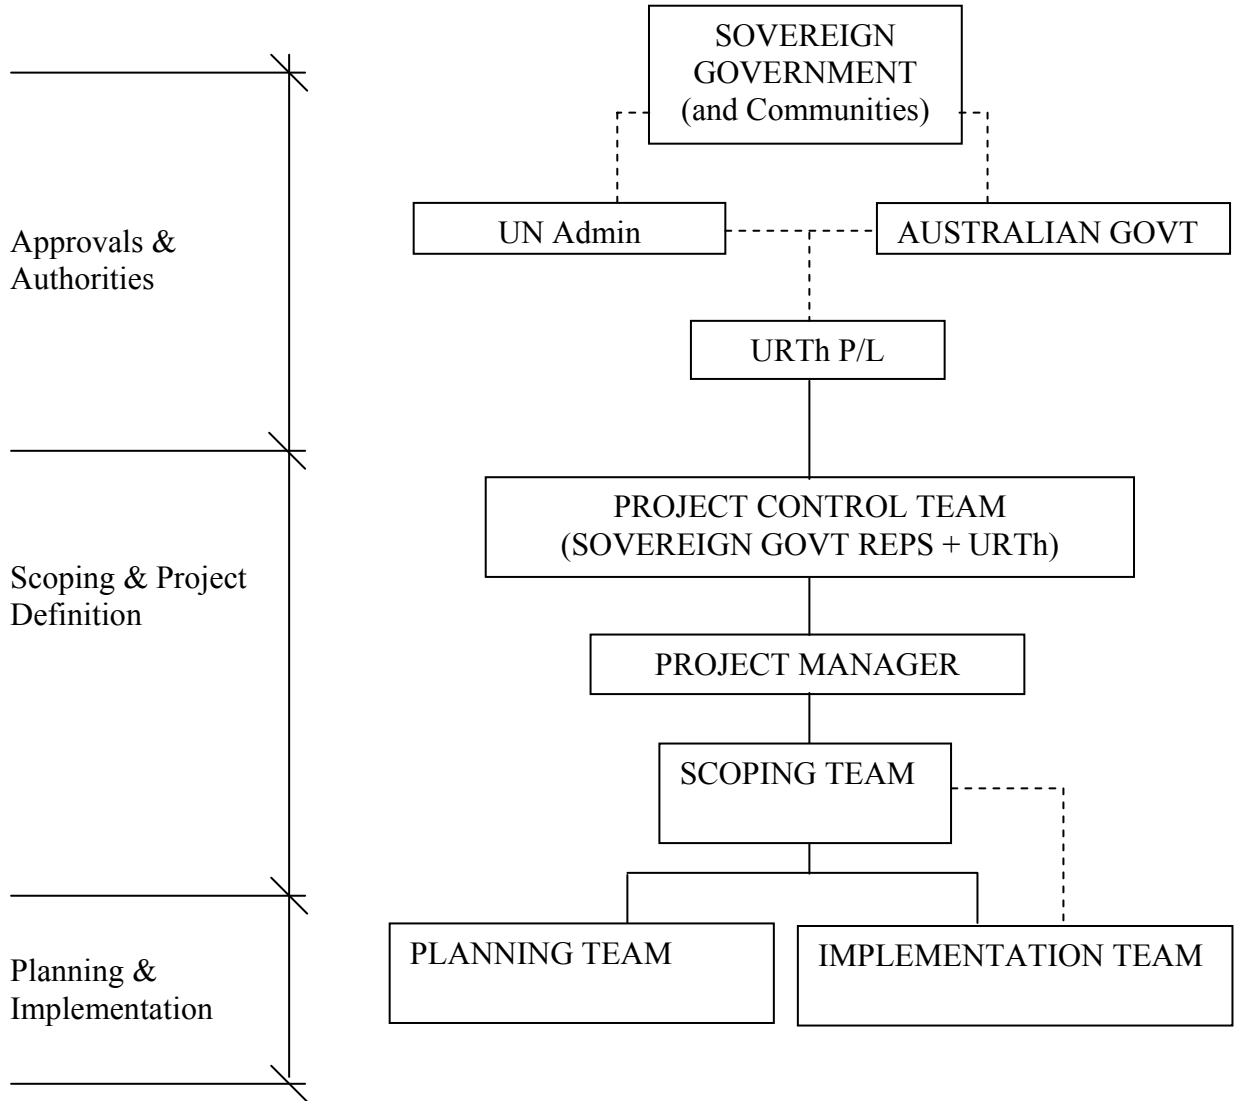 SOVEREIGN
GOVERNMENT
(and Communities)
UN Admin
AUSTRALIAN GOVT
Approvals &
Authorities
URTh P/L
PROJECT CONTROL TEAM
(SOVEREIGN GOVT REPS + URTh)
Scoping & Project
Definition
PROJECT MANAGER
SCOPING TEAM
PLANNING TEAM
IMPLEMENTATION TEAM
Planning &
Implementation